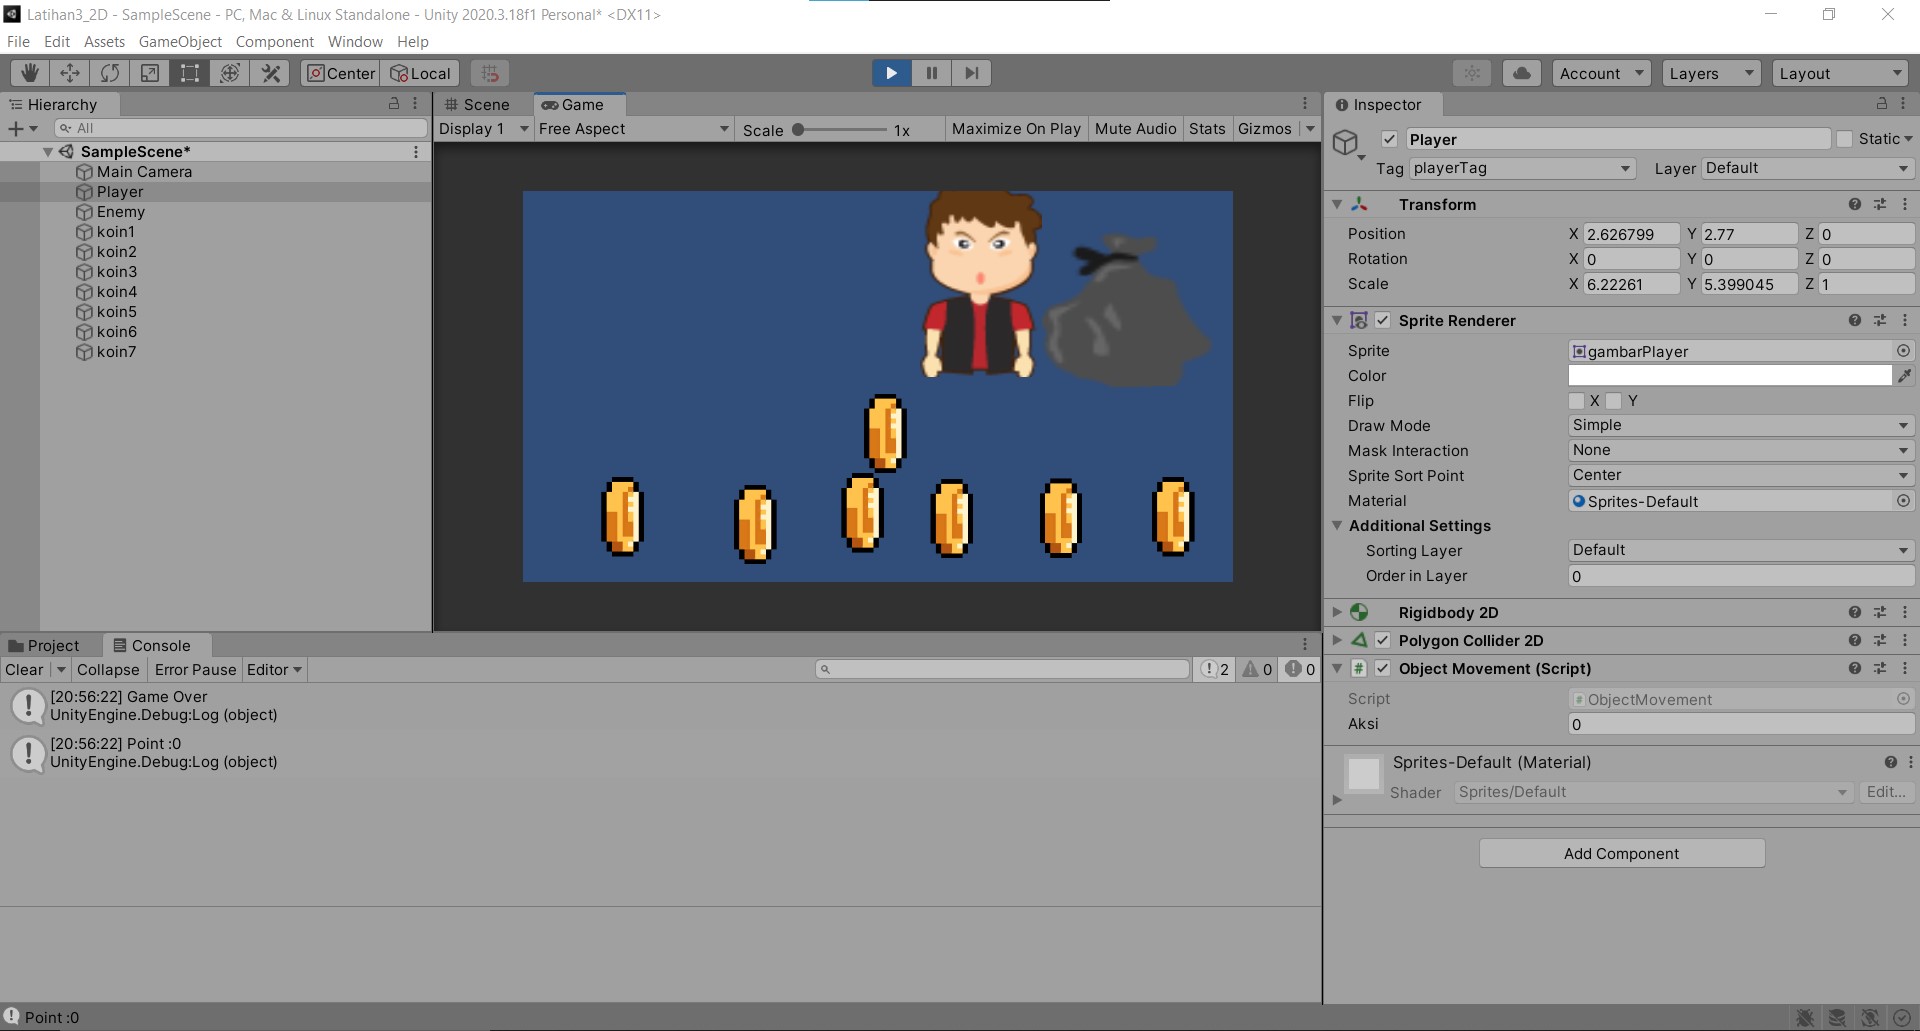 Latihan3_2D - SampleScene - PC, Mac & Linux Standalone - Unity 2020.3.18f1 Personal* <DX11>
File Edit Assets GameObject Component Window Help
Center Local Account Layers Layout
Hierarchy
All
SampleScene*
Main Camera
Player
Enemy
koin1
koin2
koin3
koin4
koin5
koin6
koin7
Scene Game
Display 1 Free Aspect Scale 1x Maximize On Play Mute Audio Stats Gizmos
Project Console
Clear Collapse Error Pause Editor 2 0 0
[20:56:22] Game Over
UnityEngine.Debug:Log (object)
[20:56:22] Point :0
UnityEngine.Debug:Log (object)
Point :0
Inspector
Player Static
Tag playerTag Layer Default
Transform
Position X 2.626799 Y 2.77 Z 0
Rotation X 0 Y 0 Z 0
Scale X 6.22261 Y 5.399045 Z 1
Sprite Renderer
Sprite gambarPlayer
Color
Flip X Y
Draw Mode Simple
Mask Interaction None
Sprite Sort Point Center
Material Sprites-Default
Additional Settings
Sorting Layer Default
Order in Layer 0
Rigidbody 2D
Polygon Collider 2D
# Object Movement (Script)
Script # ObjectMovement
Aksi 0
Sprites-Default (Material)
Shader Sprites/Default Edit...
Add Component